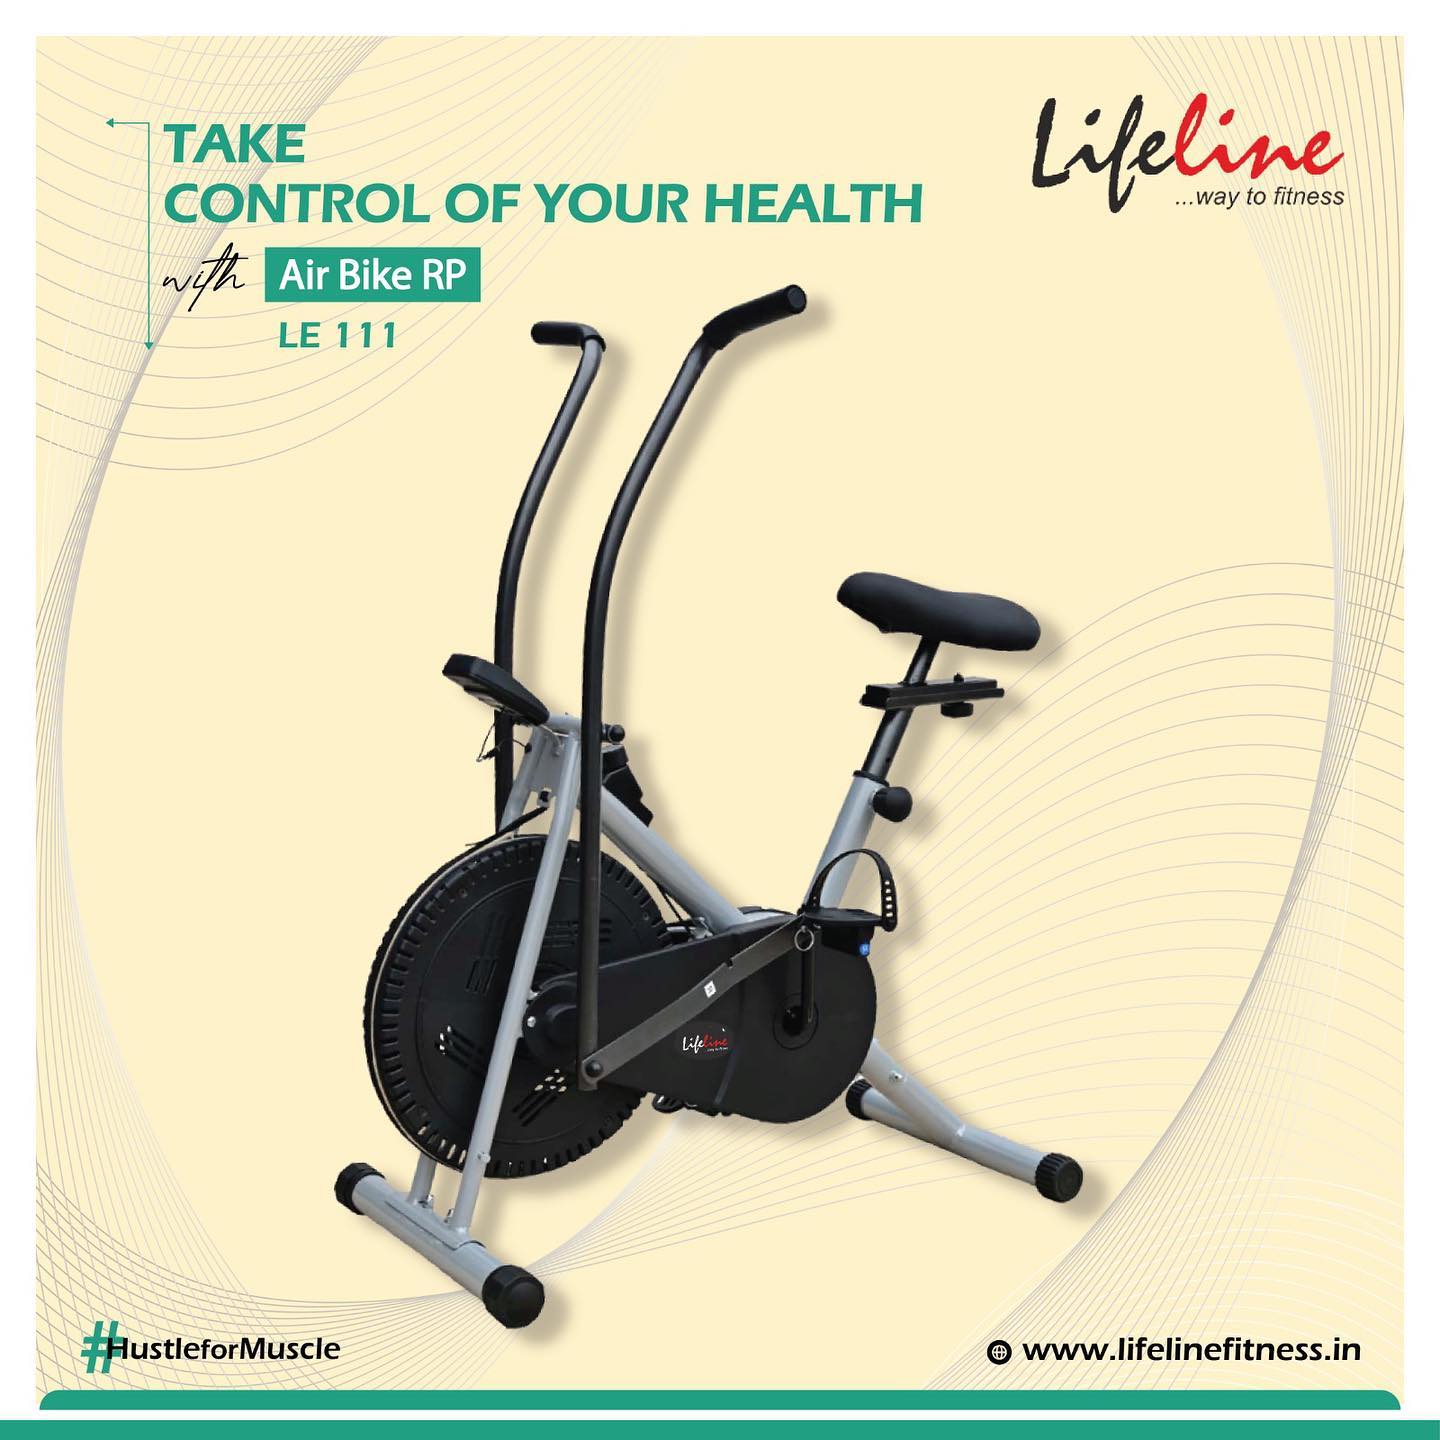 TAKE
CONTROL OF YOUR HEALTH
with Air Bike RP
LE 111
Lifeline
...way to fitness
Lifeline
#HustleforMuscle
www.lifelinefitness.in